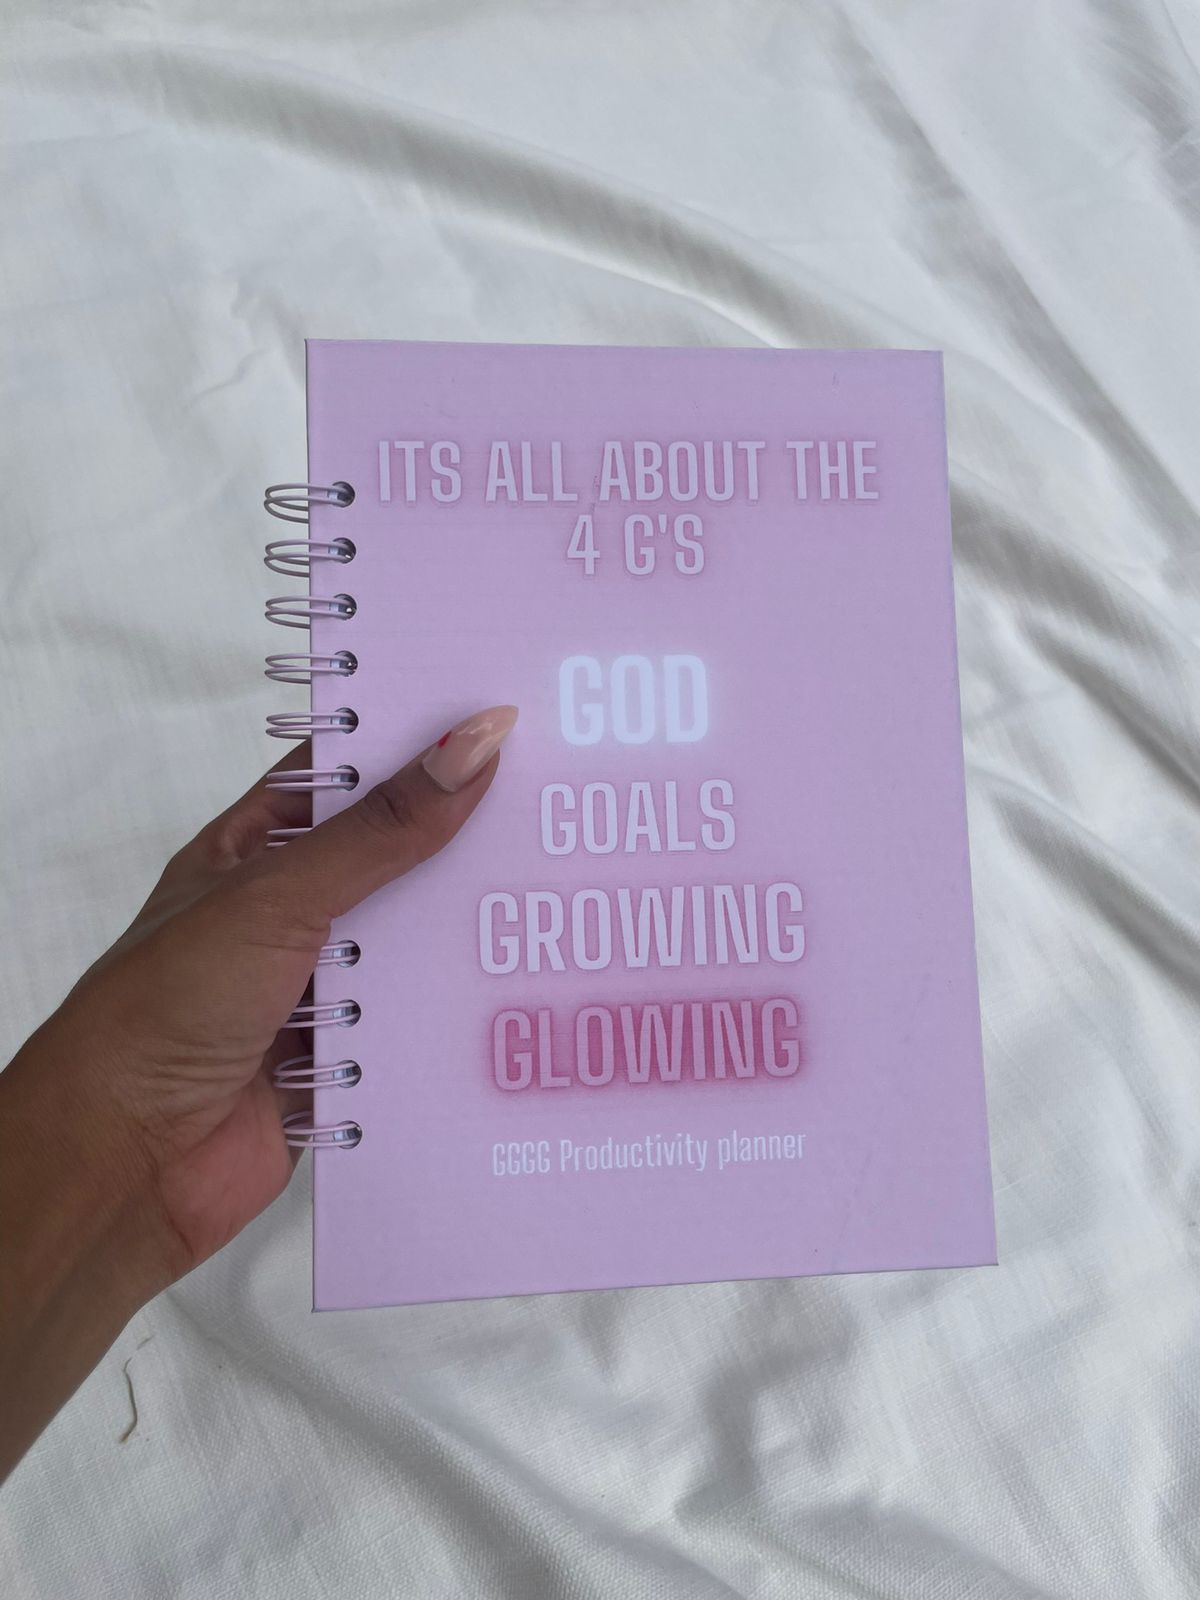 ITS ALL ABOUT THE
4 G'S
GOD
GOALS
GROWING
GLOWING
GGGG Productivity planner